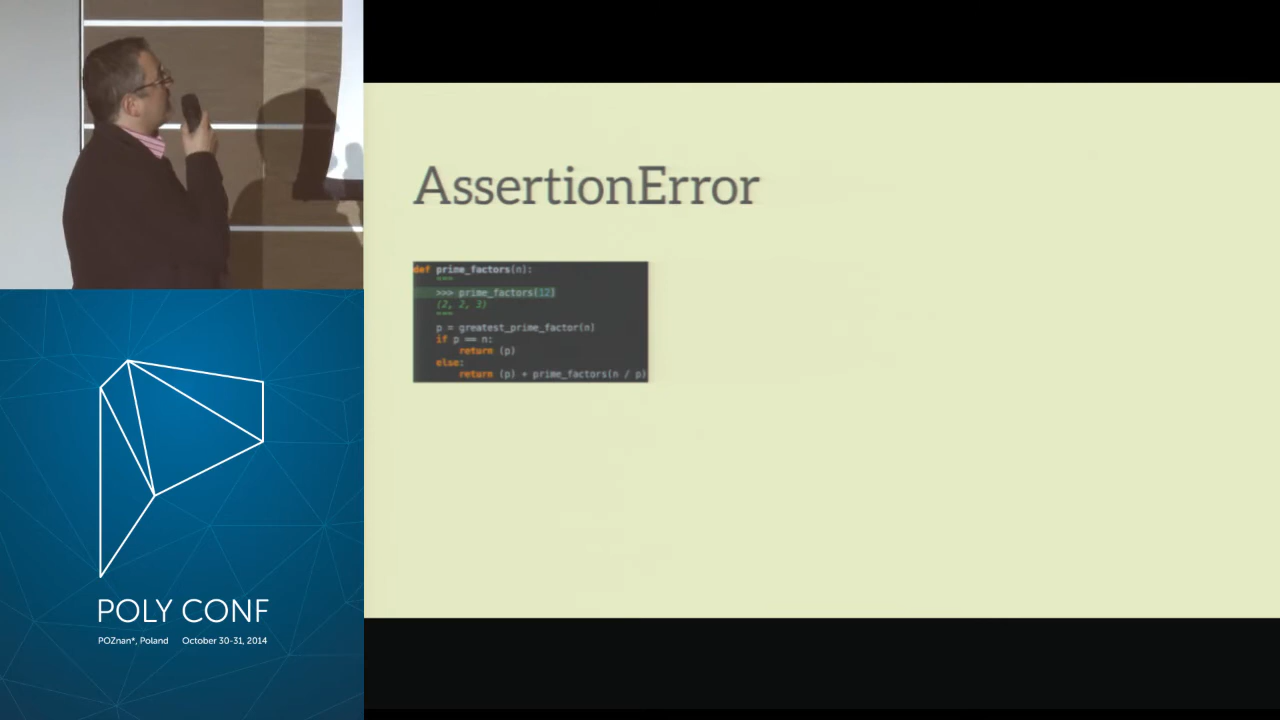 AssertionError
def prime_factors(n):
"""
>>> prime_factors(12)
(2, 2, 3)
"""
p = greatest_prime_factor(n)
if p == n:
return (p)
else:
return (p) + prime_factors(n / p)
POLY CONF
POZnan*, Poland October 30-31, 2014